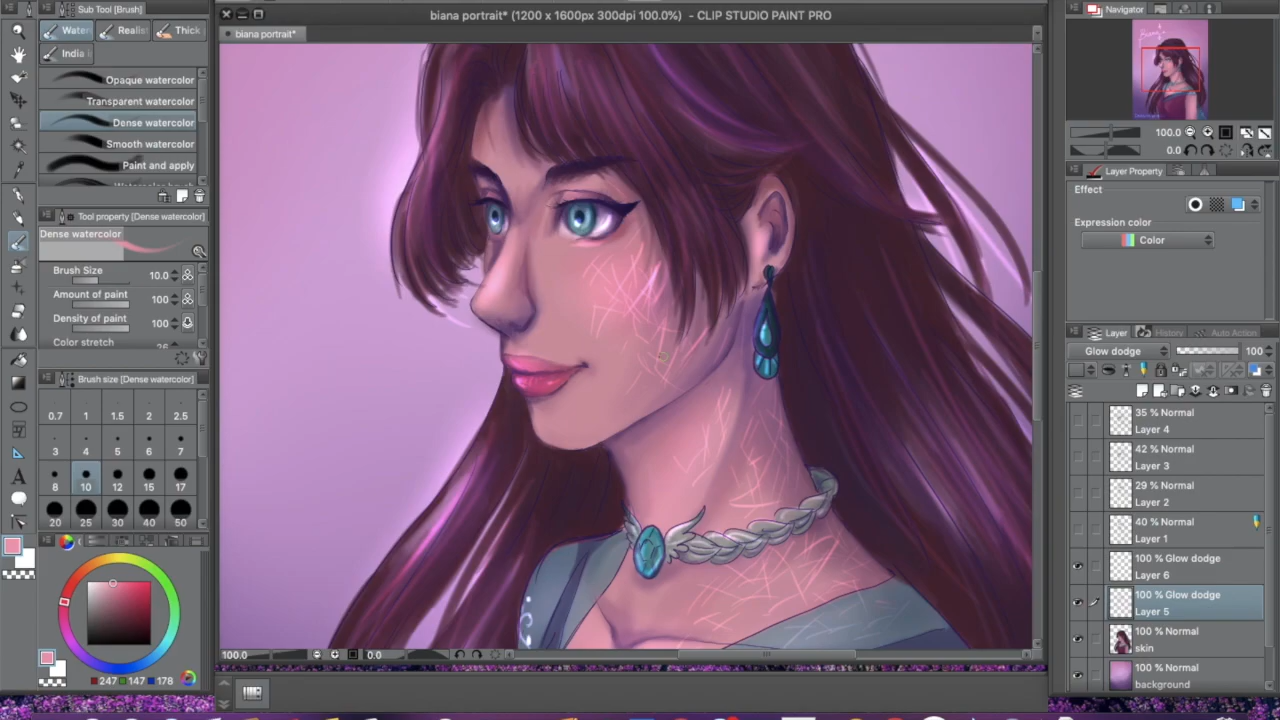 Sub Tool [Brush]
Water
Realis
Thick
India i
Opaque watercolor
Transparent watercolor
Dense watercolor
Smooth watercolor
Paint and apply
Tool property [Dense watercolor]
Dense watercolor
Brush Size 10.0
Amount of paint 100
Density of paint 100
Color stretch
Brush size [Dense watercolor]
0.7 1 1.5 2 2.5
3 4 5 6 7
8 10 12 15 17
20 25 30 40 50
247 147 178
biana portrait* (1200 x 1600px 300dpi 100.0%) - CLIP STUDIO PAINT PRO
biana portrait*
100.0 0.0
Navigator
100.0
0.0
Layer Property
Effect
Expression color
Color
Layer History Auto Action
Glow dodge 100
35 % Normal
Layer 4
42 % Normal
Layer 3
29 % Normal
Layer 2
40 % Normal
Layer 1
100 % Glow dodge
Layer 6
100 % Glow dodge
Layer 5
100 % Normal
skin
100 % Normal
background